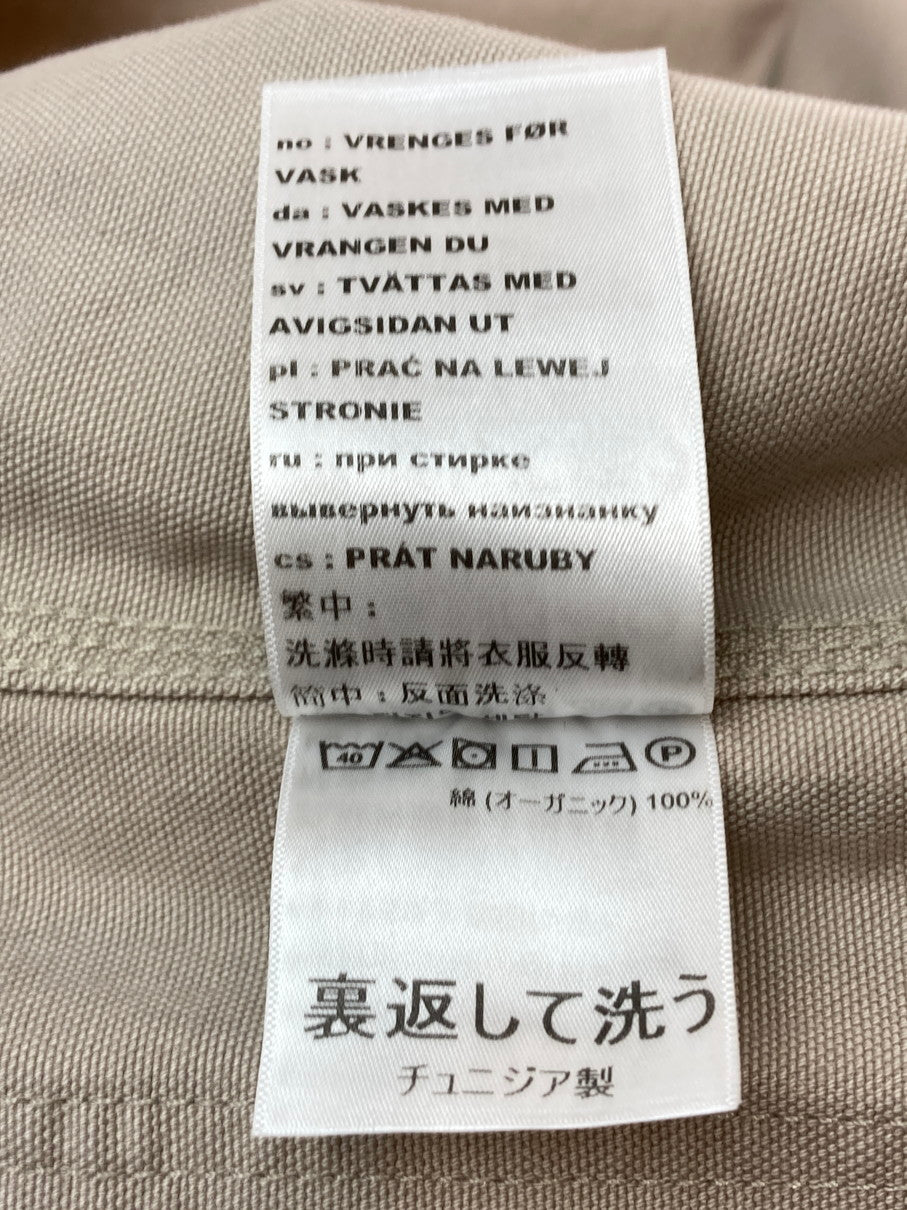 no : VRENGES FØR
VASK
da : VASKES MED
VRANGEN DU
sv : TVÄTTAS MED
AVIGSIDAN UT
pl : PRAĆ NA LEWEJ
STRONIE
ru : при стирке
вывернуть наизнанку
cs : PRÁT NARUBY
繁中 :
洗滌時請將衣服反轉
简中 : 反面洗涤
40 P
綿 (オーガニック) 100%
裏返して洗う
チュニジア製